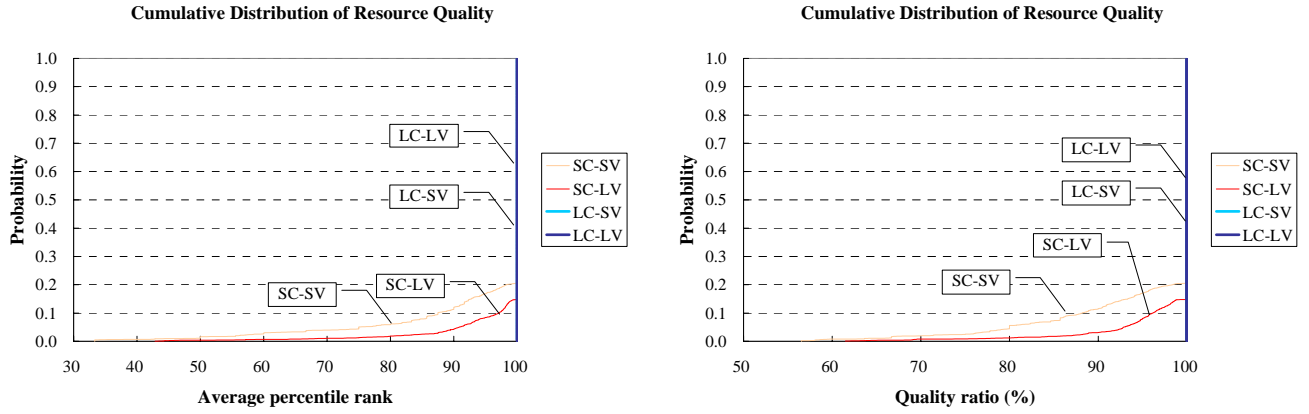 Cumulative Distribution of Resource Quality
Probability
1.0
0.9
0.8
0.7
0.6
0.5
0.4
0.3
0.2
0.1
0.0
LC-LV
LC-SV
SC-LV
SC-SV
30 40 50 60 70 80 90 100
Average percentile rank
SC-SV
SC-LV
LC-SV
LC-LV
Cumulative Distribution of Resource Quality
Probability
1.0
0.9
0.8
0.7
0.6
0.5
0.4
0.3
0.2
0.1
0.0
LC-LV
LC-SV
SC-LV
SC-SV
50 60 70 80 90 100
Quality ratio (%)
SC-SV
SC-LV
LC-SV
LC-LV